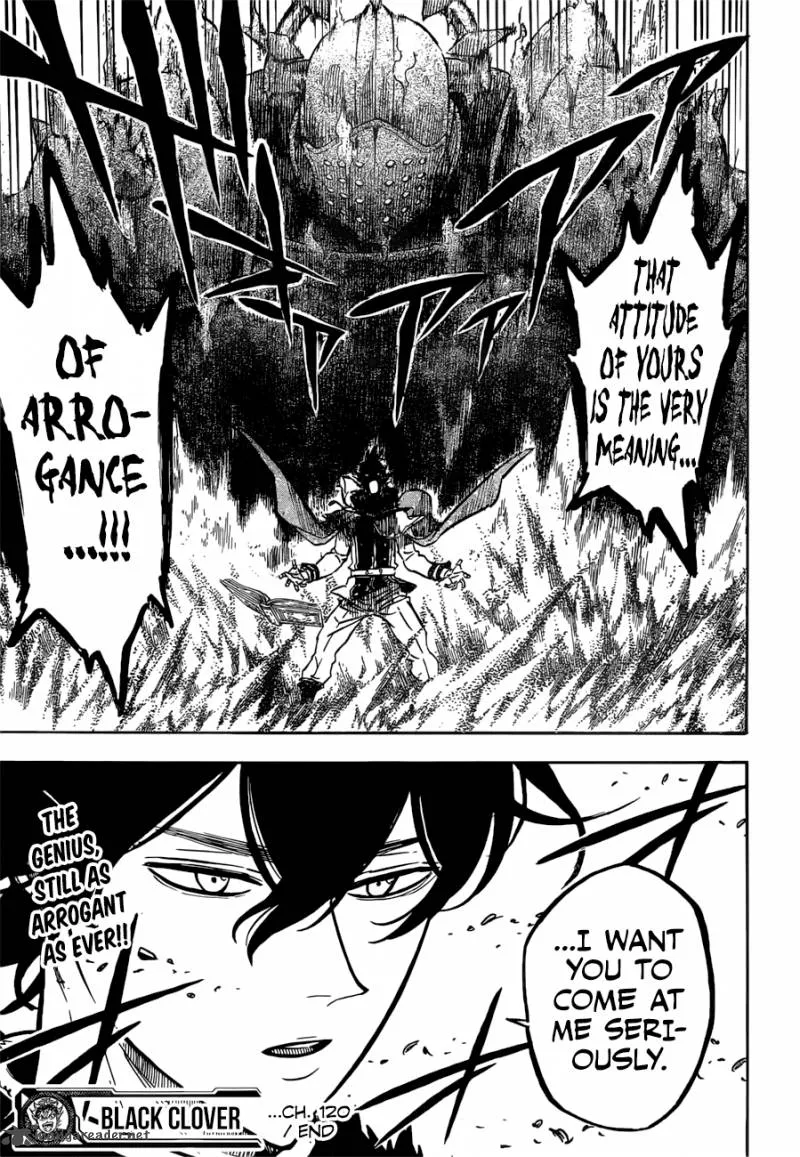 THAT
ATTITUDE
OF YOURS
IS THE VERY
MEANING...
OF
ARRO-
GANCE
...!!!
THE
GENIUS,
STILL AS
ARROGANT
AS EVER!!
...I WANT
YOU TO
COME AT
ME SERI-
OUSLY.
BLACK CLOVER
...CH. 120
/ END